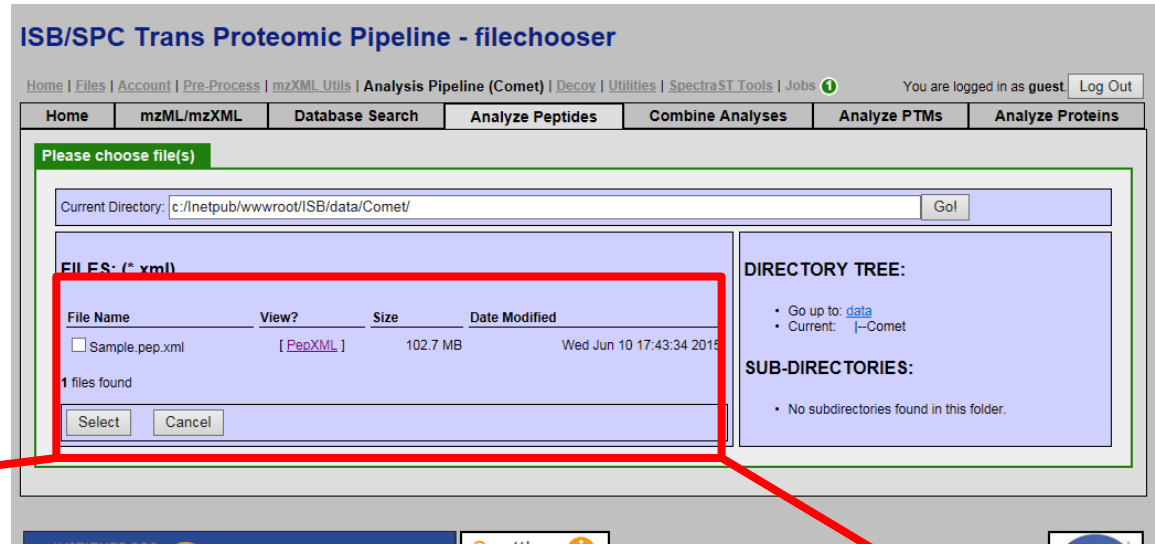 ISB/SPC Trans Proteomic Pipeline - filechooser
Home | Files | Account | Pre-Process | mzXML Utils | Analysis Pipeline (Comet) | Decoy | Utilities | SpectraST Tools | Jobs 1 You are logged in as guest. Log Out
Home mzML/mzXML Database Search Analyze Peptides Combine Analyses Analyze PTMs Analyze Proteins
Please choose file(s)
Current Directory: c:/Inetpub/wwwroot/ISB/data/Comet/ Go!
FILES: (*.xml)
File Name View? Size Date Modified
Sample.pep.xml [ PepXML ] 102.7 MB Wed Jun 10 17:43:34 2015
1 files found
Select Cancel
DIRECTORY TREE:
• Go up to: data
• Current: |--Comet
SUB-DIRECTORIES:
• No subdirectories found in this folder.